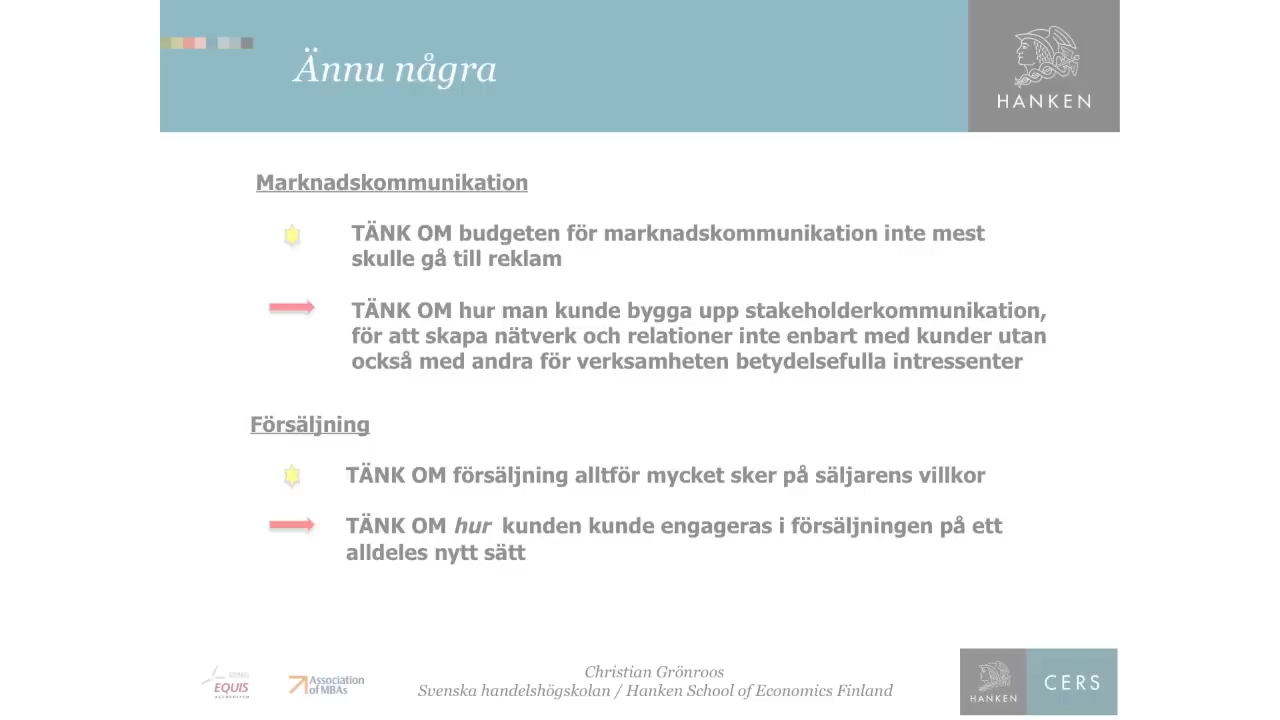 Ännu några
HANKEN
Marknadskommunikation
TÄNK OM budgeten för marknadskommunikation inte mest
skulle gå till reklam
TÄNK OM hur man kunde bygga upp stakeholderkommunikation,
för att skapa nätverk och relationer inte enbart med kunder utan
också med andra för verksamheten betydelsefulla intressenter
Försäljning
TÄNK OM försäljning alltför mycket sker på säljarens villkor
TÄNK OM hur kunden kunde engageras i försäljningen på ett
alldeles nytt sätt
EQUIS
ACCREDITED
Association
of MBAs
Christian Grönroos
Svenska handelshögskolan / Hanken School of Economics Finland
HANKEN
CERS